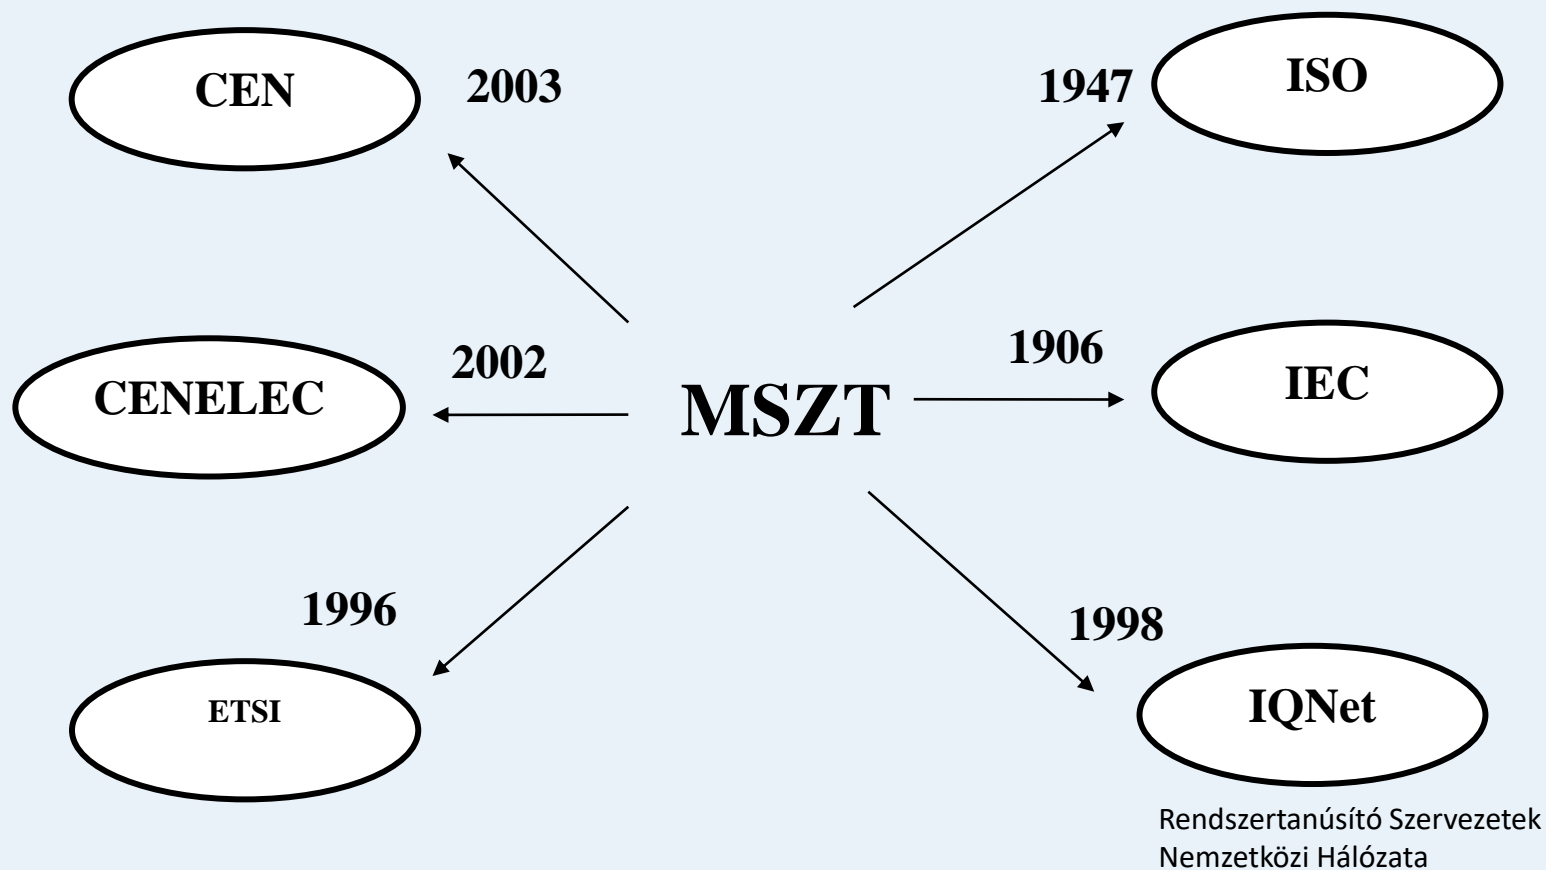 CEN
2003
1947
ISO
CENELEC
2002
MSZT
1906
IEC
1996
ETSI
1998
IQNet
Rendszertanúsító Szervezetek
Nemzetközi Hálózata